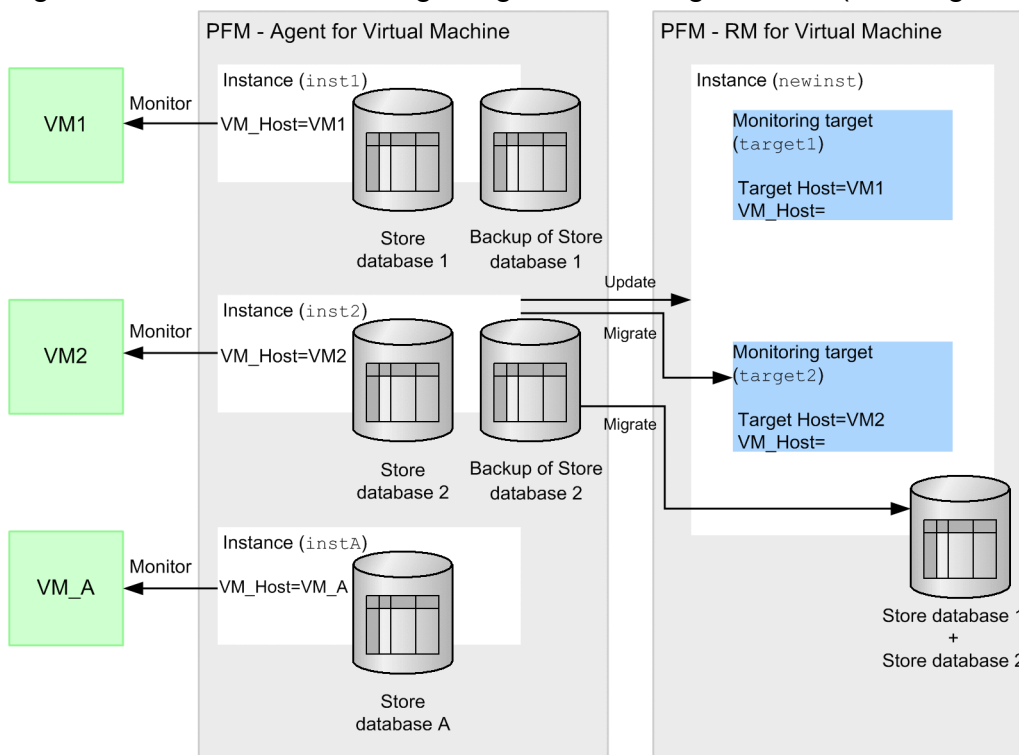 PFM - Agent for Virtual Machine
PFM - RM for Virtual Machine
Instance (inst1)
VM1
Monitor
VM_Host=VM1
Store
database 1
Backup of Store
database 1
Instance (newinst)
Monitoring target
(target1)
Target Host=VM1
VM_Host=
Update
Migrate
Instance (inst2)
VM2
Monitor
VM_Host=VM2
Store
database 2
Backup of Store
database 2
Migrate
Monitoring target
(target2)
Target Host=VM2
VM_Host=
Instance (instA)
VM_A
Monitor
VM_Host=VM_A
Store
database A
Store database 1
+
Store database 2